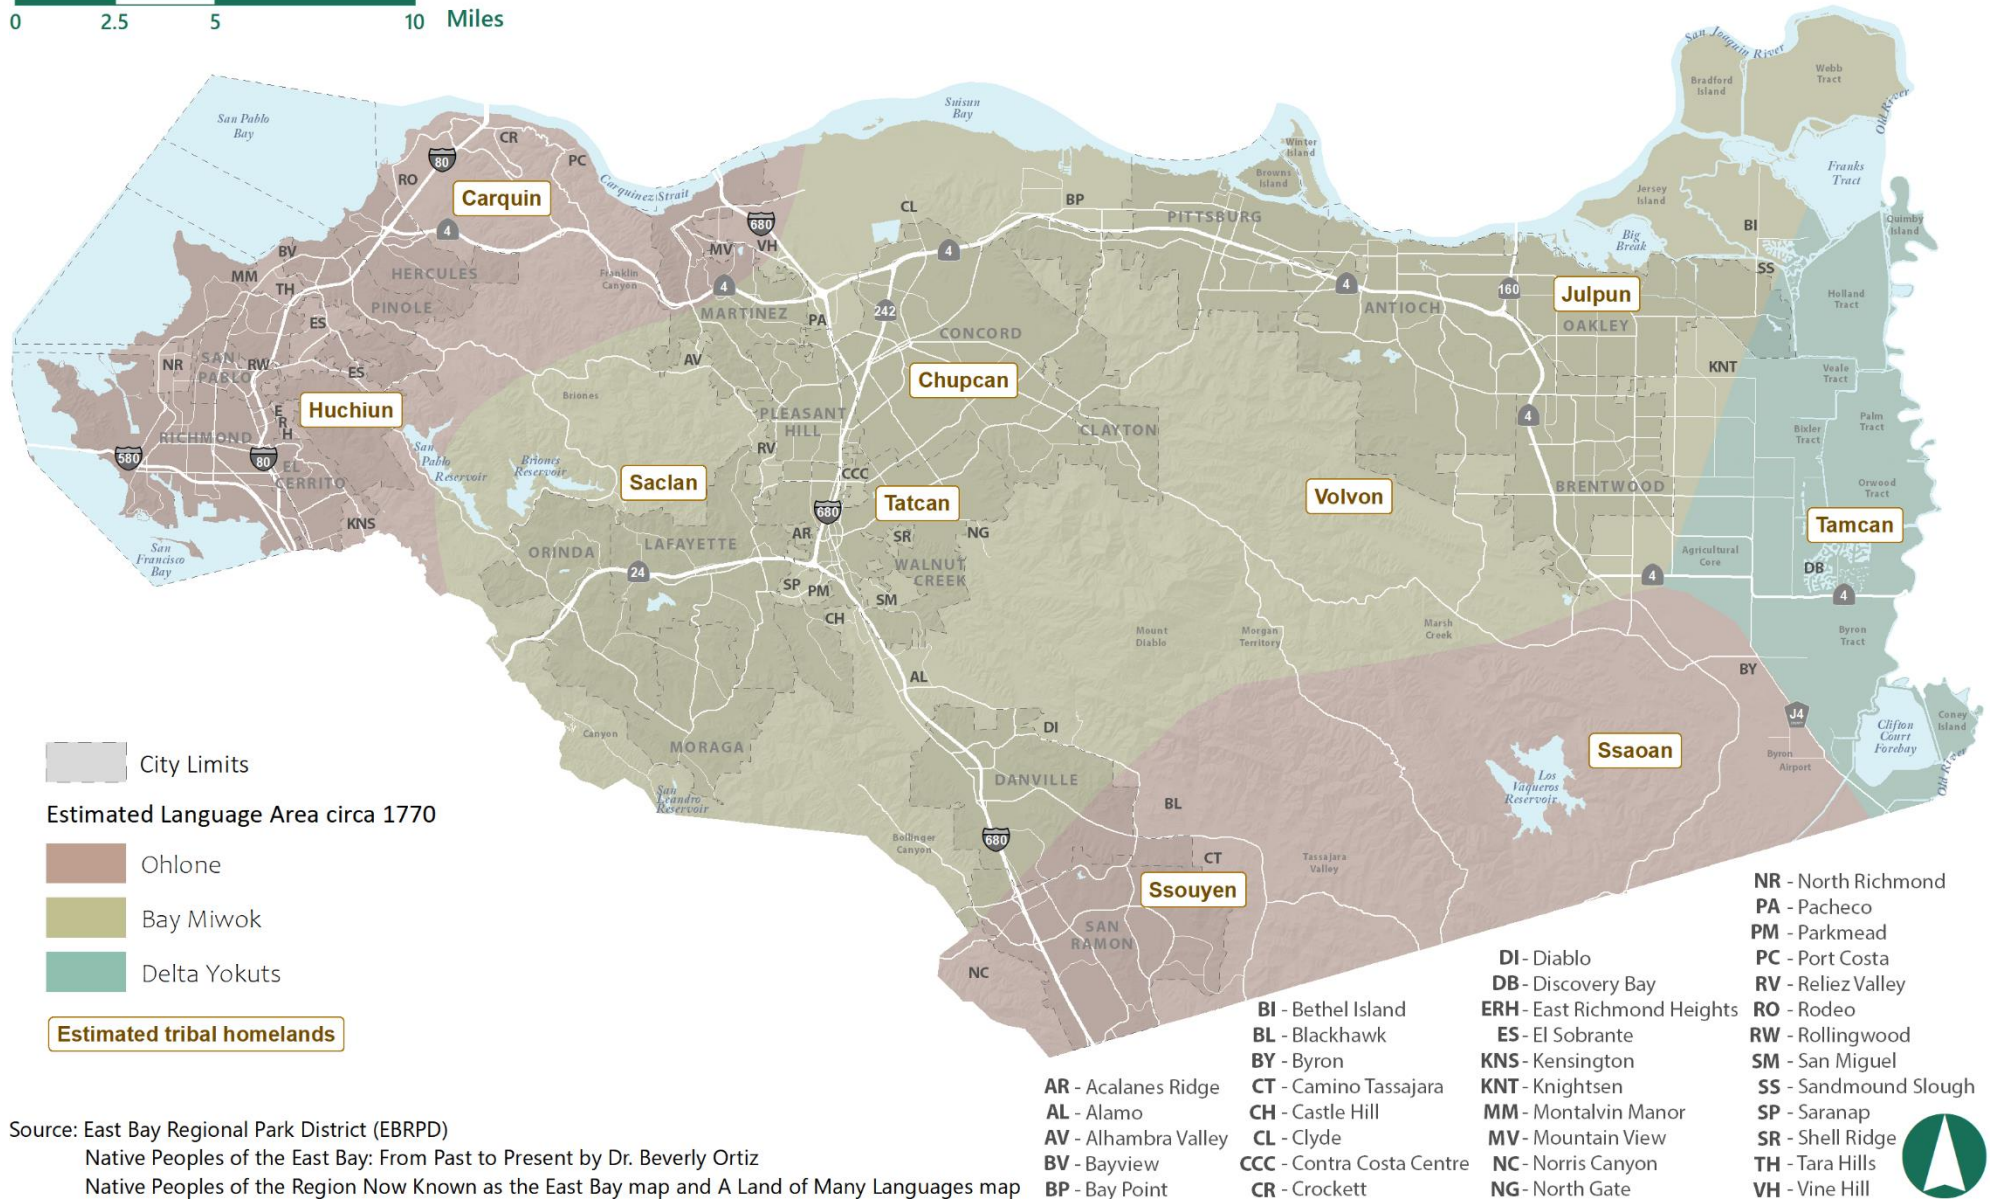 0 2.5 5 10 Miles
San Joaquin River
Webb
Tract
Bradford
Island
Old River
San Pablo
Bay
Suisun
Bay
CR
80
PC
RO
Carquin
Carquinez Strait
Winter
Island
Browns
Island
Franks
Tract
Jersey
Island
BP
CL
PITTSBURG
BI
Quimby
Island
4
680
MV
VH
4
Big
Break
BV
MM
HERCULES
TH
Franklin
Canyon
PINOLE
4
SS
4
160
Julpun
Holland
Tract
ES
MARTINEZ
PA
242
CONCORD
ANTIOCH
OAKLEY
NR
SAN
PABLO
RW
ES
AV
KNT
Veale
Tract
Huchiun
Briones
Chupcan
E
R
H
RICHMOND
PLEASANT
HILL
CLAYTON
4
Palm
Tract
Bixler
Tract
580
80
EL
CERRITO
San
Pablo
Reservoir
Briones
Reservoir
RV
CCC
Saclan
Tatcan
Volvon
BRENTWOOD
Orwood
Tract
KNS
680
Tamcan
San
Francisco
Bay
ORINDA
LAFAYETTE
AR
SR
NG
WALNUT
CREEK
Agricultural
Core
24
SP
PM
SM
4
DB
4
CH
Mount
Diablo
Morgan
Territory
Marsh
Creek
Byron
Tract
AL
BY
DI
J4
Clifton
Court
Forebay
Coney
Island
Canyon
MORAGA
Ssaoan
Byron
Airport
Old River
DANVILLE
San
Leandro
Reservoir
BL
Los
Vaqueros
Reservoir
Bollinger
Canyon
680
CT
Tassajara
Valley
Ssouyen
SAN
RAMON
NC
City Limits
Estimated Language Area circa 1770
Ohlone
Bay Miwok
Delta Yokuts
Estimated tribal homelands
Source: East Bay Regional Park District (EBRPD)
Native Peoples of the East Bay: From Past to Present by Dr. Beverly Ortiz
Native Peoples of the Region Now Known as the East Bay map and A Land of Many Languages map
AR - Acalanes Ridge
AL - Alamo
AV - Alhambra Valley
BV - Bayview
BP - Bay Point
BI - Bethel Island
BL - Blackhawk
BY - Byron
CT - Camino Tassajara
CH - Castle Hill
CL - Clyde
CCC - Contra Costa Centre
CR - Crockett
DI - Diablo
DB - Discovery Bay
ERH - East Richmond Heights
ES - El Sobrante
KNS - Kensington
KNT - Knightsen
MM - Montalvin Manor
MV - Mountain View
NC - Norris Canyon
NG - North Gate
NR - North Richmond
PA - Pacheco
PM - Parkmead
PC - Port Costa
RV - Reliez Valley
RO - Rodeo
RW - Rollingwood
SM - San Miguel
SS - Sandmound Slough
SP - Saranap
SR - Shell Ridge
TH - Tara Hills
VH - Vine Hill